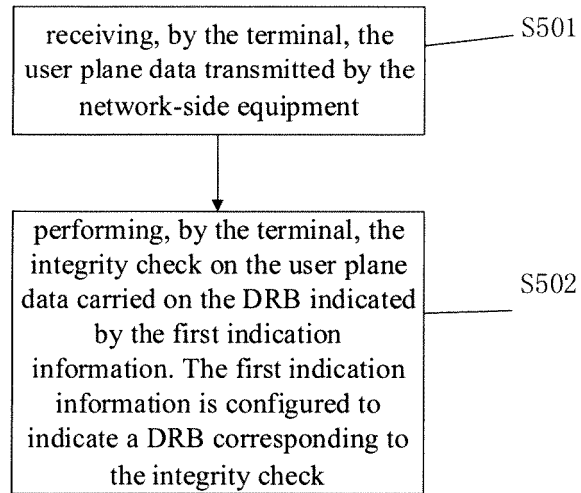 receiving, by the terminal, the
user plane data transmitted by the
network-side equipment
S501
performing, by the terminal, the
integrity check on the user plane
data carried on the DRB indicated
by the first indication
information. The first indication
information is configured to
indicate a DRB corresponding to
the integrity check
S502